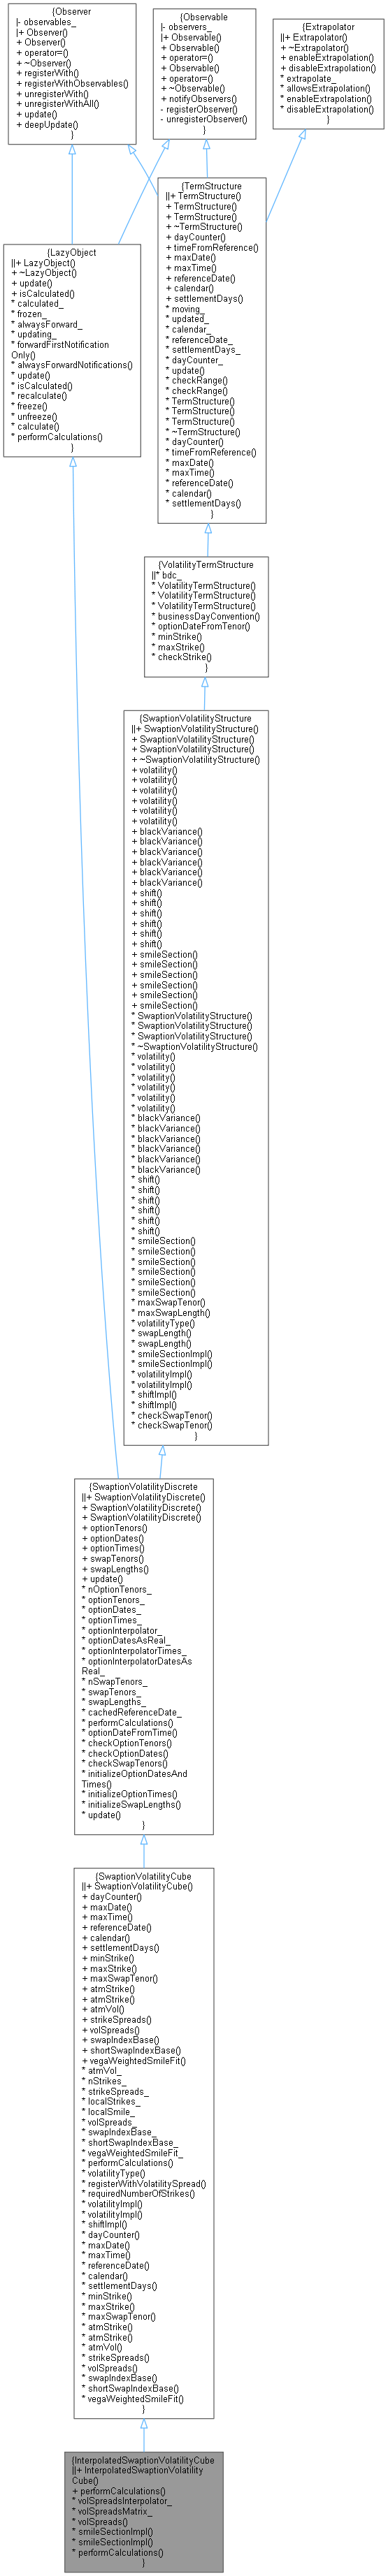 {Observer
|- observables_
|+ Observer()
+ Observer()
+ operator=()
+ ~Observer()
+ registerWith()
+ registerWithObservables()
+ unregisterWith()
+ unregisterWithAll()
+ update()
+ deepUpdate()
}
{Observable
|- observers_
|+ Observable()
+ Observable()
+ operator=()
+ Observable()
+ operator=()
+ ~Observable()
+ notifyObservers()
- registerObserver()
- unregisterObserver()
}
{Extrapolator
||+ Extrapolator()
+ ~Extrapolator()
+ enableExtrapolation()
+ disableExtrapolation()
* extrapolate_
* allowsExtrapolation()
* enableExtrapolation()
* disableExtrapolation()
}
{LazyObject
||+ LazyObject()
+ ~LazyObject()
+ update()
+ isCalculated()
* calculated_
* frozen_
* alwaysForward_
* updating_
* forwardFirstNotification
Only()
* alwaysForwardNotifications()
* update()
* isCalculated()
* recalculate()
* freeze()
* unfreeze()
* calculate()
* performCalculations()
}
{TermStructure
||+ TermStructure()
+ TermStructure()
+ TermStructure()
+ ~TermStructure()
+ dayCounter()
+ timeFromReference()
+ maxDate()
+ maxTime()
+ referenceDate()
+ calendar()
+ settlementDays()
* moving_
* updated_
* calendar_
* referenceDate_
* settlementDays_
* dayCounter_
* update()
* checkRange()
* checkRange()
* TermStructure()
* TermStructure()
* TermStructure()
* ~TermStructure()
* dayCounter()
* timeFromReference()
* maxDate()
* maxTime()
* referenceDate()
* calendar()
* settlementDays()
}
{VolatilityTermStructure
||* bdc_
* VolatilityTermStructure()
* VolatilityTermStructure()
* VolatilityTermStructure()
* businessDayConvention()
* optionDateFromTenor()
* minStrike()
* maxStrike()
* checkStrike()
}
{SwaptionVolatilityStructure
||+ SwaptionVolatilityStructure()
+ SwaptionVolatilityStructure()
+ SwaptionVolatilityStructure()
+ ~SwaptionVolatilityStructure()
+ volatility()
+ volatility()
+ volatility()
+ volatility()
+ volatility()
+ volatility()
+ blackVariance()
+ blackVariance()
+ blackVariance()
+ blackVariance()
+ blackVariance()
+ blackVariance()
+ shift()
+ shift()
+ shift()
+ shift()
+ shift()
+ shift()
+ smileSection()
+ smileSection()
+ smileSection()
+ smileSection()
+ smileSection()
+ smileSection()
* SwaptionVolatilityStructure()
* SwaptionVolatilityStructure()
* SwaptionVolatilityStructure()
* ~SwaptionVolatilityStructure()
* volatility()
* volatility()
* volatility()
* volatility()
* volatility()
* volatility()
* blackVariance()
* blackVariance()
* blackVariance()
* blackVariance()
* blackVariance()
* blackVariance()
* shift()
* shift()
* shift()
* shift()
* shift()
* shift()
* smileSection()
* smileSection()
* smileSection()
* smileSection()
* smileSection()
* smileSection()
* maxSwapTenor()
* maxSwapLength()
* volatilityType()
* swapLength()
* swapLength()
* smileSectionImpl()
* smileSectionImpl()
* volatilityImpl()
* volatilityImpl()
* shiftImpl()
* shiftImpl()
* checkSwapTenor()
* checkSwapTenor()
}
{SwaptionVolatilityDiscrete
||+ SwaptionVolatilityDiscrete()
+ SwaptionVolatilityDiscrete()
+ SwaptionVolatilityDiscrete()
+ optionTenors()
+ optionDates()
+ optionTimes()
+ swapTenors()
+ swapLengths()
+ update()
* nOptionTenors_
* optionTenors_
* optionDates_
* optionTimes_
* optionInterpolator_
* optionDatesAsReal_
* optionInterpolatorTimes_
* optionInterpolatorDatesAs
Real_
* nSwapTenors_
* swapTenors_
* swapLengths_
* cachedReferenceDate_
* performCalculations()
* optionDateFromTime()
* checkOptionTenors()
* checkOptionDates()
* checkSwapTenors()
* initializeOptionDatesAnd
Times()
* initializeOptionTimes()
* initializeSwapLengths()
* update()
}
{SwaptionVolatilityCube
||+ SwaptionVolatilityCube()
+ dayCounter()
+ maxDate()
+ maxTime()
+ referenceDate()
+ calendar()
+ settlementDays()
+ minStrike()
+ maxStrike()
+ maxSwapTenor()
+ atmStrike()
+ atmStrike()
+ atmVol()
+ strikeSpreads()
+ volSpreads()
+ swapIndexBase()
+ shortSwapIndexBase()
+ vegaWeightedSmileFit()
* atmVol_
* nStrikes_
* strikeSpreads_
* localStrikes_
* localSmile_
* volSpreads_
* swapIndexBase_
* shortSwapIndexBase_
* vegaWeightedSmileFit_
* performCalculations()
* volatilityType()
* registerWithVolatilitySpread()
* requiredNumberOfStrikes()
* volatilityImpl()
* volatilityImpl()
* shiftImpl()
* dayCounter()
* maxDate()
* maxTime()
* referenceDate()
* calendar()
* settlementDays()
* minStrike()
* maxStrike()
* maxSwapTenor()
* atmStrike()
* atmStrike()
* atmVol()
* strikeSpreads()
* volSpreads()
* swapIndexBase()
* shortSwapIndexBase()
* vegaWeightedSmileFit()
}
{InterpolatedSwaptionVolatilityCube
||+ InterpolatedSwaptionVolatility
Cube()
+ performCalculations()
* volSpreadsInterpolator_
* volSpreadsMatrix_
* volSpreads()
* smileSectionImpl()
* smileSectionImpl()
* performCalculations()
}